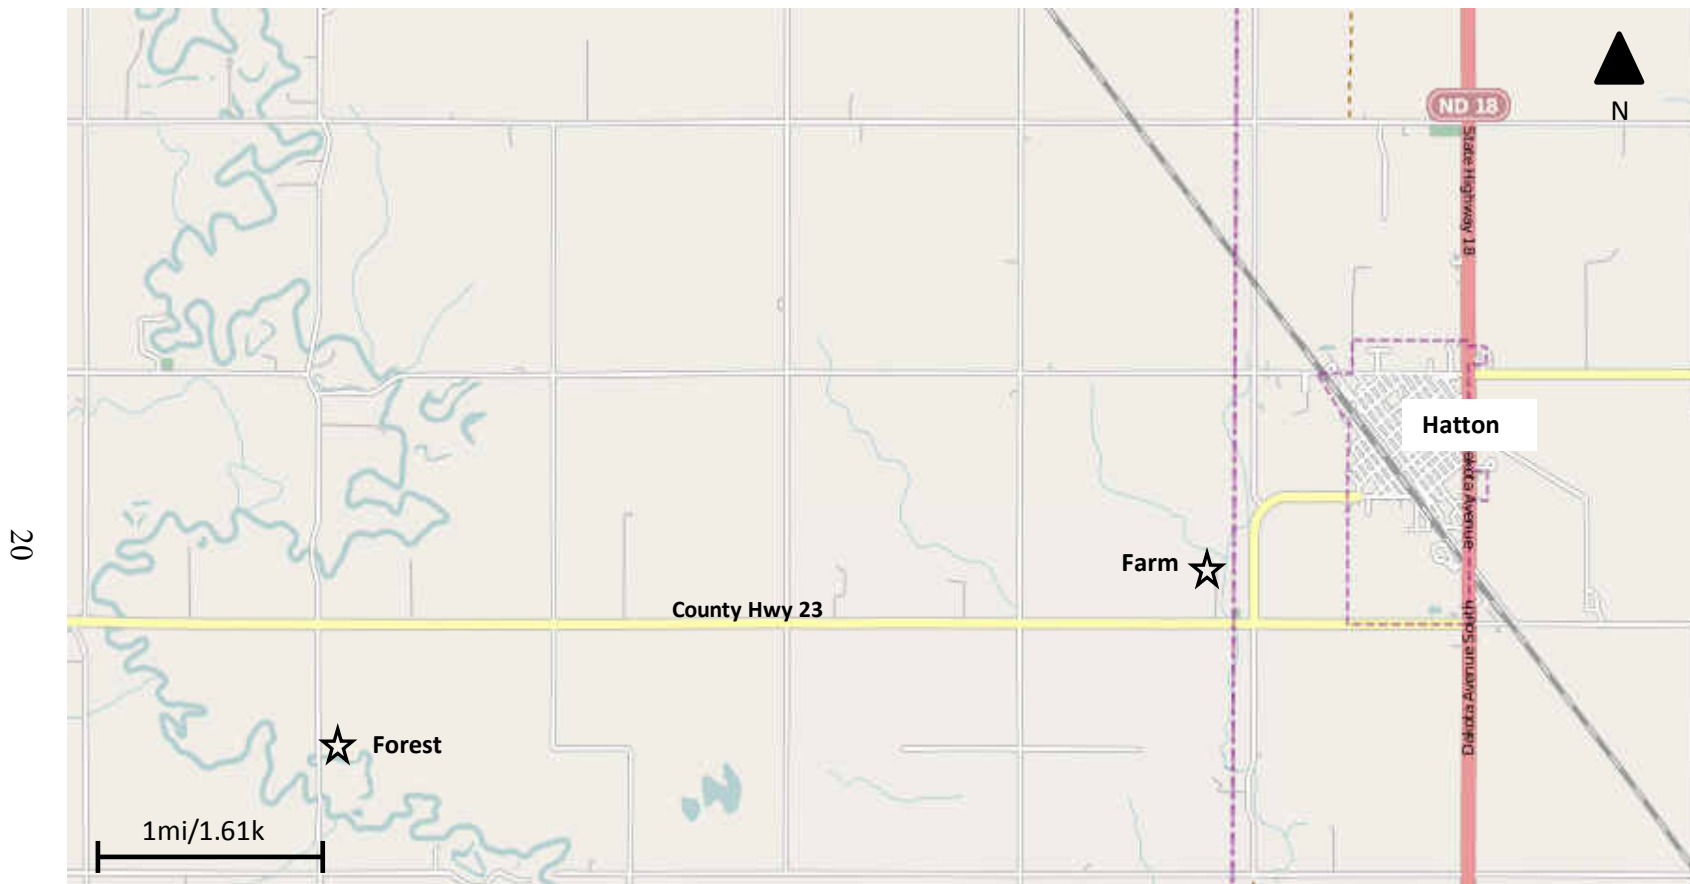 ND 18
N
State Highway 18
Hatton
Farm
County Hwy 23
Dakota Avenue South
Forest
1mi/1.61k
20